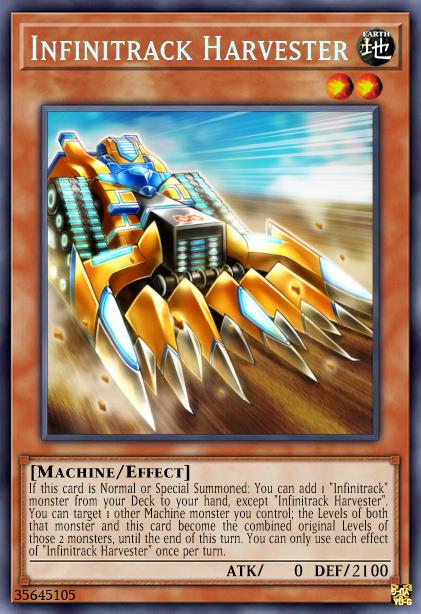 INFINITRACK HARVESTER
EARTH
地
[MACHINE/EFFECT]
If this card is Normal or Special Summoned: You can add 1 "Infinitrack"
monster from your Deck to your hand, except "Infinitrack Harvester".
You can target 1 other Machine monster you control; the Levels of both
that monster and this card become the combined original Levels of
those 2 monsters, until the end of this turn. You can only use each effect
of "Infinitrack Harvester" once per turn.
ATK/ 0 DEF/2100
35645105